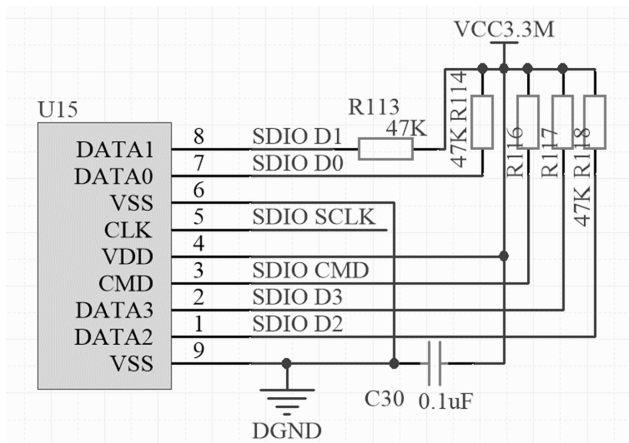 VCC3.3M
U15
R113
47K
47K R114
R116
R117
47K R118
DATA1 8 SDIO D1
DATA0 7 SDIO D0
VSS 6
CLK 5 SDIO SCLK
VDD 4
CMD 3 SDIO CMD
DATA3 2 SDIO D3
DATA2 1 SDIO D2
VSS 9
C30 0.1uF
DGND